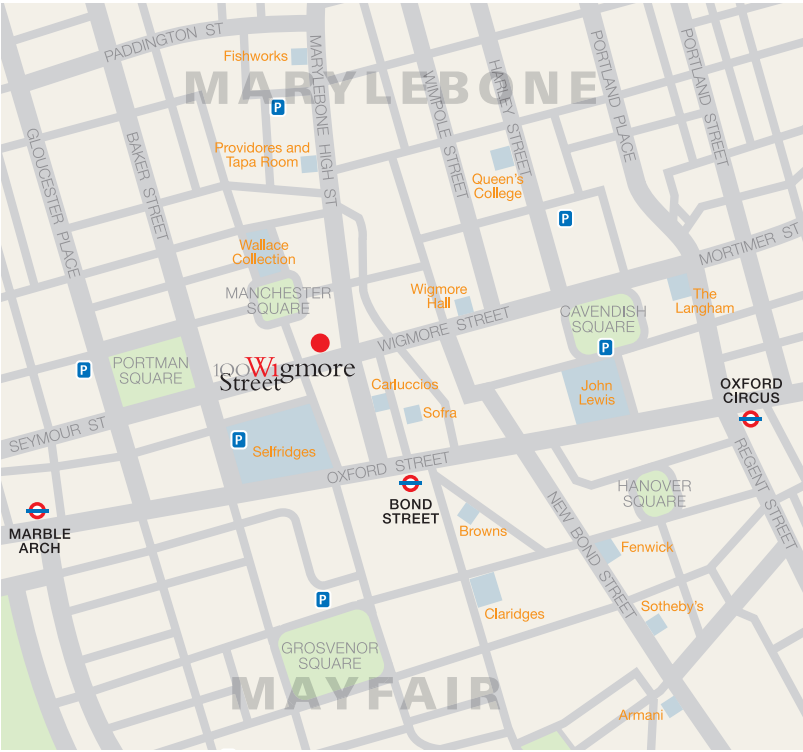 PADDINGTON ST
Fishworks
MARYLEBONE HIGH ST
PORTLAND PLACE
PORTLAND STREET
MARYLEBONE
WIMPOLE STREET
HARLEY STREET
P
GLOUCESTER PLACE
BAKER STREET
Providores and
Tapa Room
Queen's
College
P
Wallace
Collection
MORTIMER ST
MANCHESTER
SQUARE
Wigmore
Hall
The
Langham
CAVENDISH
SQUARE
WIGMORE STREET
P
PORTMAN
SQUARE
P
100 Wigmore
Street
Carluccios
John
Lewis
OXFORD
CIRCUS
Sofra
SEYMOUR ST
P
Selfridges
OXFORD STREET
REGENT STREET
BOND
STREET
HANOVER
SQUARE
MARBLE
ARCH
NEW BOND STREET
Browns
Fenwick
P
Claridges
Sotheby's
GROSVENOR
SQUARE
MAYFAIR
Armani